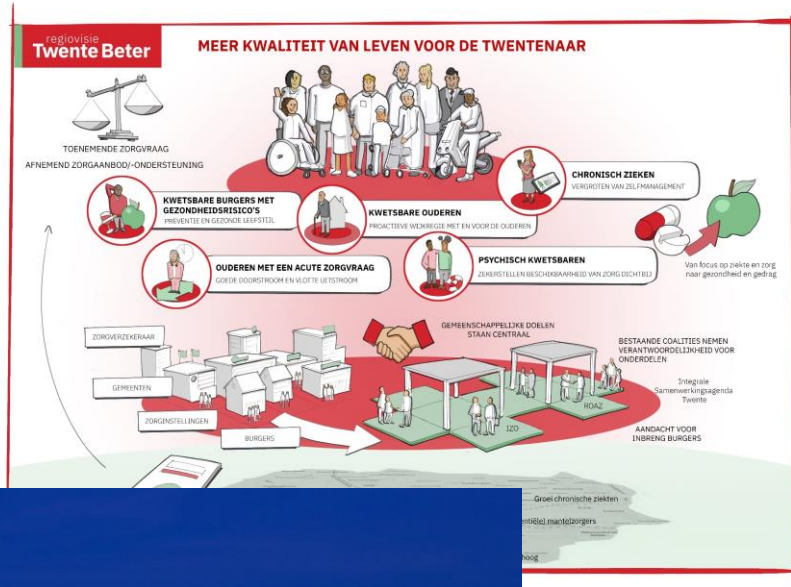 regiovisie
Twente Beter
MEER KWALITEIT VAN LEVEN VOOR DE TWENTENAAR
TOENEMENDE ZORGVRAAG
AFNEMEND ZORGAANBOD/-ONDERSTEUNING
CHRONISCH ZIEKEN
VERGROTEN VAN ZELFMANAGEMENT
KWETSBARE BURGERS MET
GEZONDHEIDSRISICO'S
PREVENTIE EN GEZONDE LEEFSTIJL
KWETSBARE OUDEREN
PROACTIEVE WIJKREGIE MET EN VOOR DE OUDEREN
OUDEREN MET EEN ACUTE ZORGVRAAG
GOEDE DOORSTROOM EN VLOTTE UITSTROOM
PSYCHISCH KWETSBAREN
ZEKERSTELLEN BESCHIKBAARHEID VAN ZORG DICHTBIJ
Van focus op ziekte en zorg
naar gezondheid en gedrag
GEMEENSCHAPPELIJKE DOELEN
STAAN CENTRAAL
ZORGVERZEKERAAR
GEMEENTEN
ZORGINSTELLINGEN
BURGERS
BESTAANDE COALITIES NEMEN
VERANTWOORDELIJKHEID VOOR
ONDERDELEN
Integrale
Samenwerkingsagenda
Twente
ROAZ
IZO
AANDACHT VOOR
INBRENG BURGERS
Groei chronische ziekten
mantelzorgers
hoog